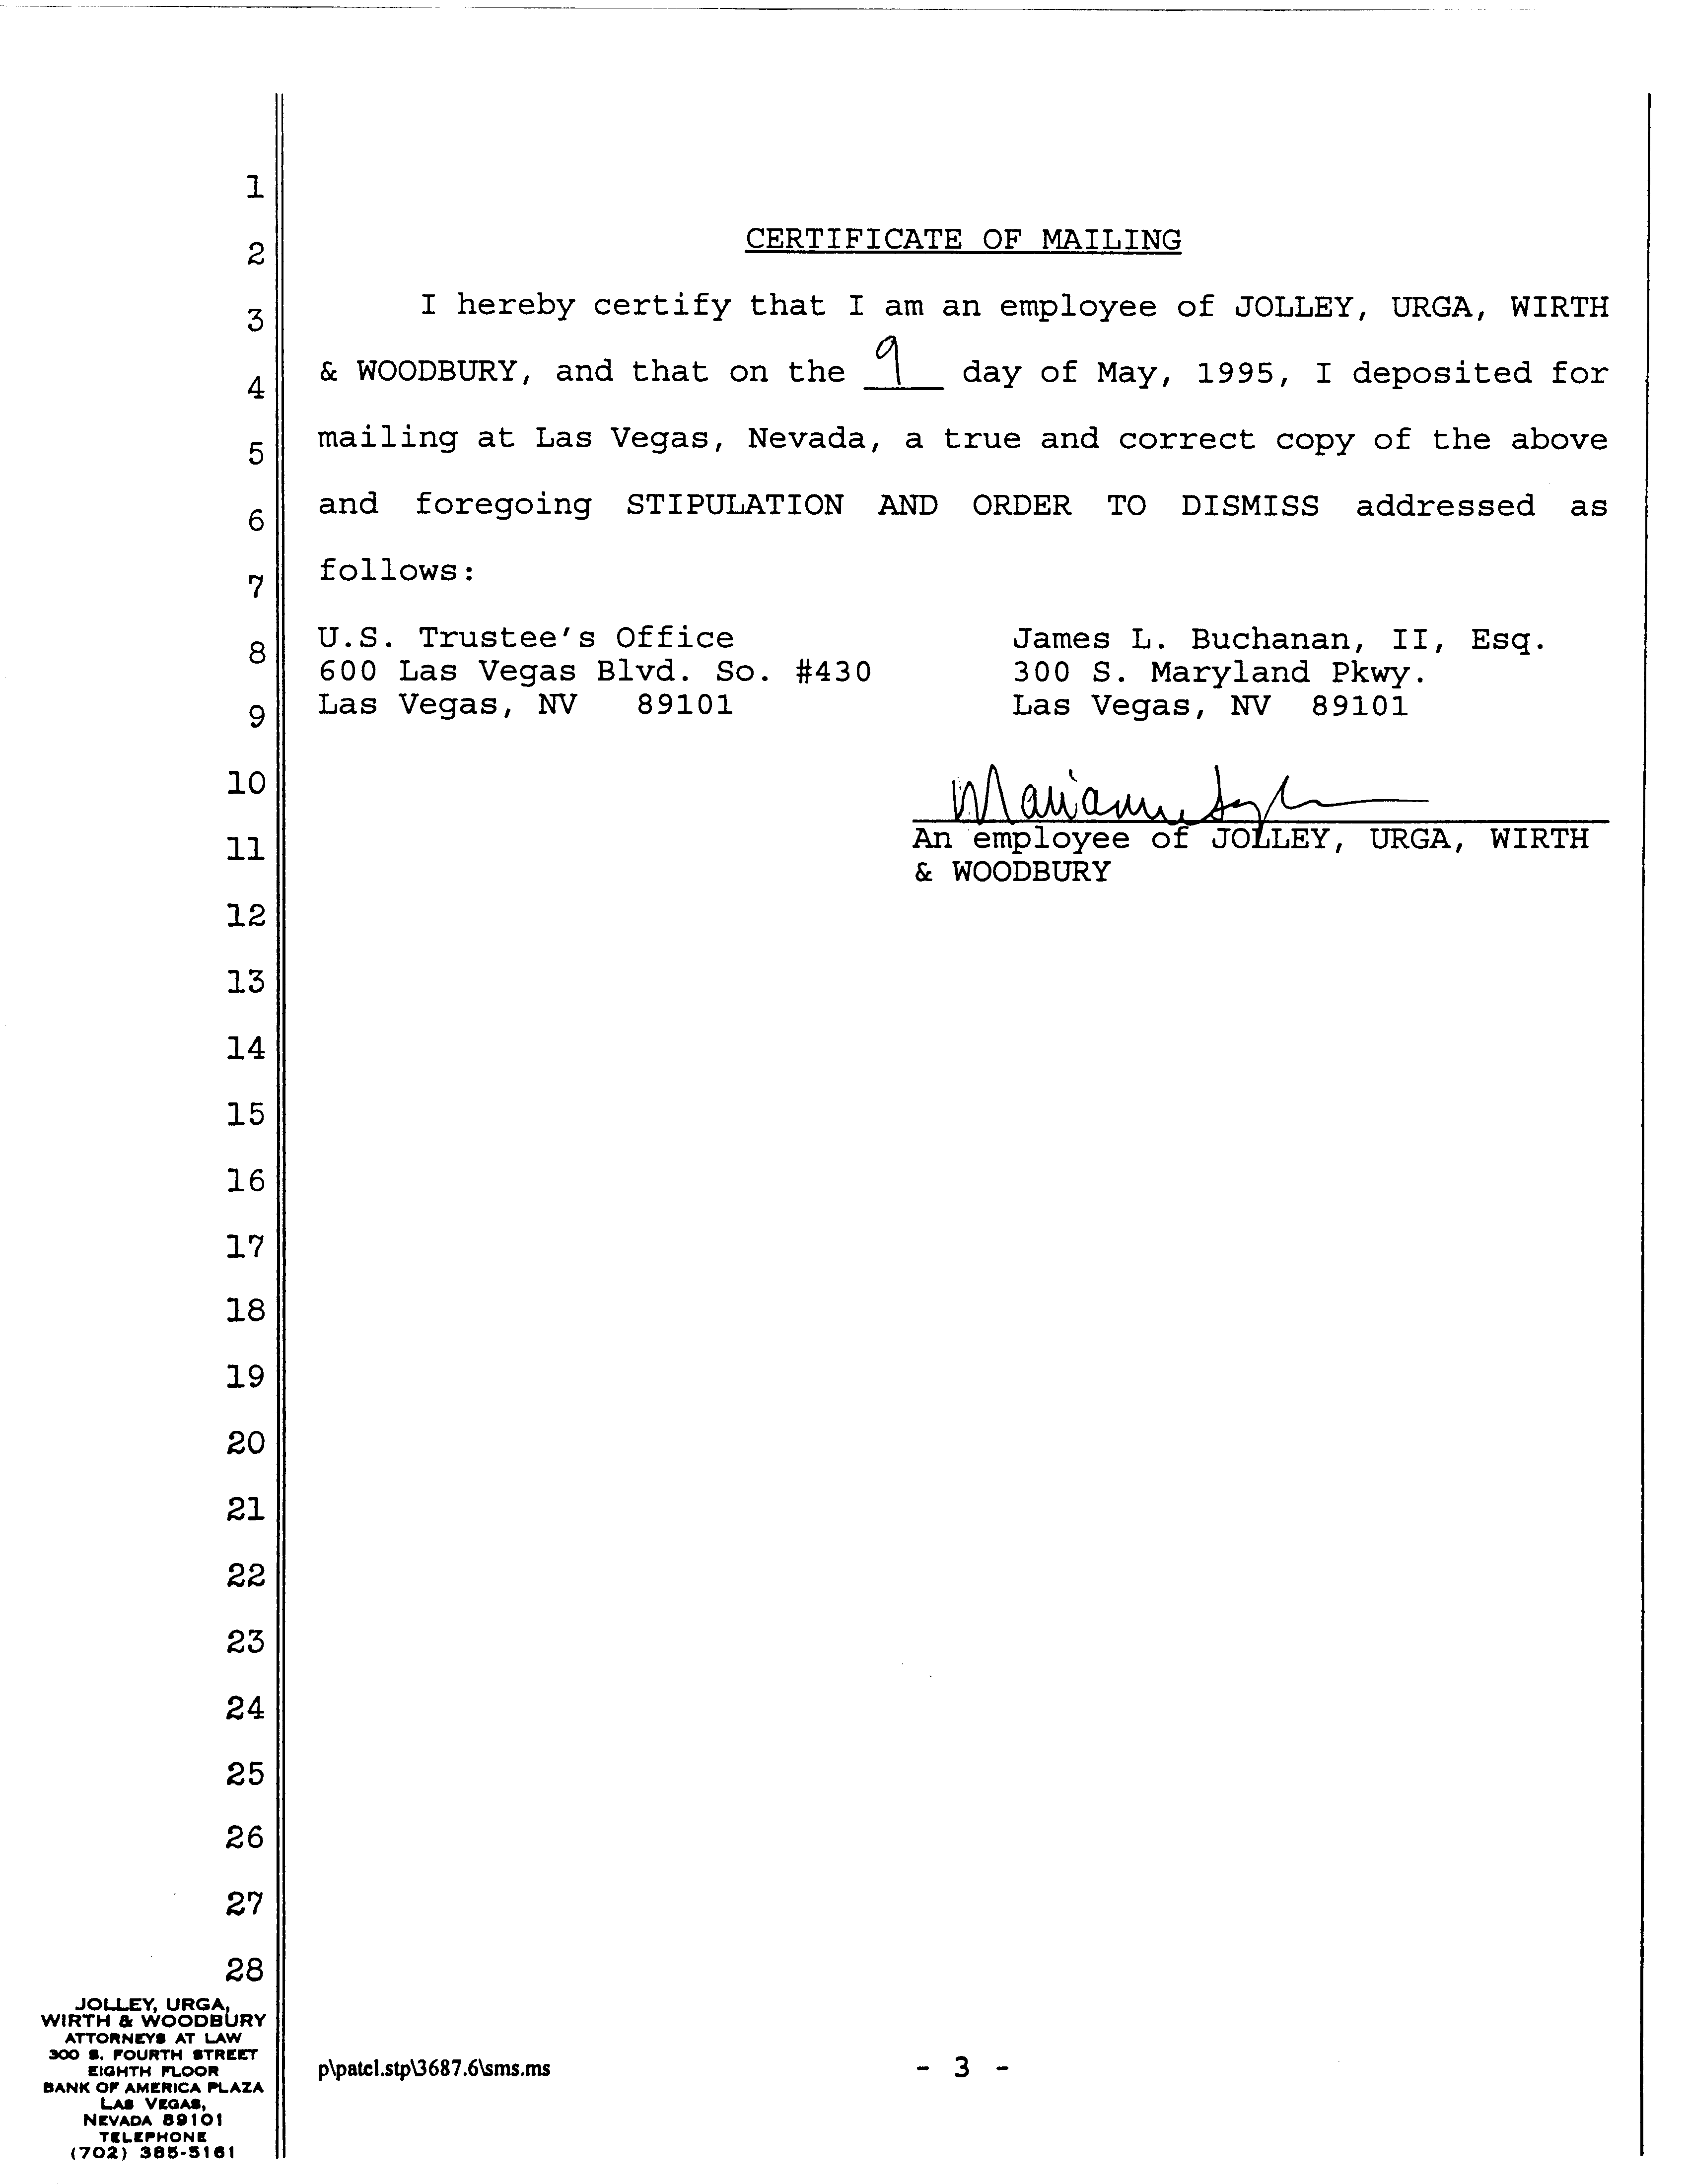 1
2 CERTIFICATE OF MAILING
3 I hereby certify that I am an employee of JOLLEY, URGA, WIRTH
4 & WOODBURY, and that on the 9 day of May, 1995, I deposited for
5 mailing at Las Vegas, Nevada, a true and correct copy of the above
6 and foregoing STIPULATION AND ORDER TO DISMISS addressed as
7 follows:
8 U.S. Trustee's Office James L. Buchanan, II, Esq.
600 Las Vegas Blvd. So. #430 300 S. Maryland Pkwy.
9 Las Vegas, NV 89101 Las Vegas, NV 89101
10 Marianne
11 An employee of JOLLEY, URGA, WIRTH
& WOODBURY
12
13
14
15
16
17
18
19
20
21
22
23
24
25
26
27
28
JOLLEY, URGA,
WIRTH & WOODBURY
ATTORNEYS AT LAW
300 S. FOURTH STREET
EIGHTH FLOOR
BANK OF AMERICA PLAZA
LAS VEGAS,
NEVADA 89101
TELEPHONE
(702) 385-5161
p\patel.stp\3687.6\sms.ms - 3 -